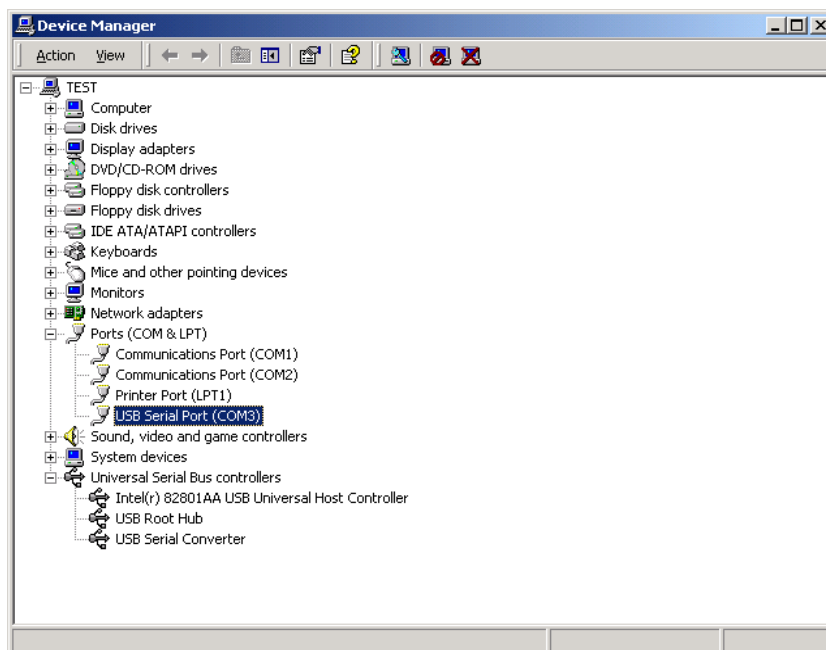 Device Manager
Action View
TEST
Computer
Disk drives
Display adapters
DVD/CD-ROM drives
Floppy disk controllers
Floppy disk drives
IDE ATA/ATAPI controllers
Keyboards
Mice and other pointing devices
Monitors
Network adapters
Ports (COM & LPT)
Communications Port (COM1)
Communications Port (COM2)
Printer Port (LPT1)
USB Serial Port (COM3)
Sound, video and game controllers
System devices
Universal Serial Bus controllers
Intel(r) 82801AA USB Universal Host Controller
USB Root Hub
USB Serial Converter